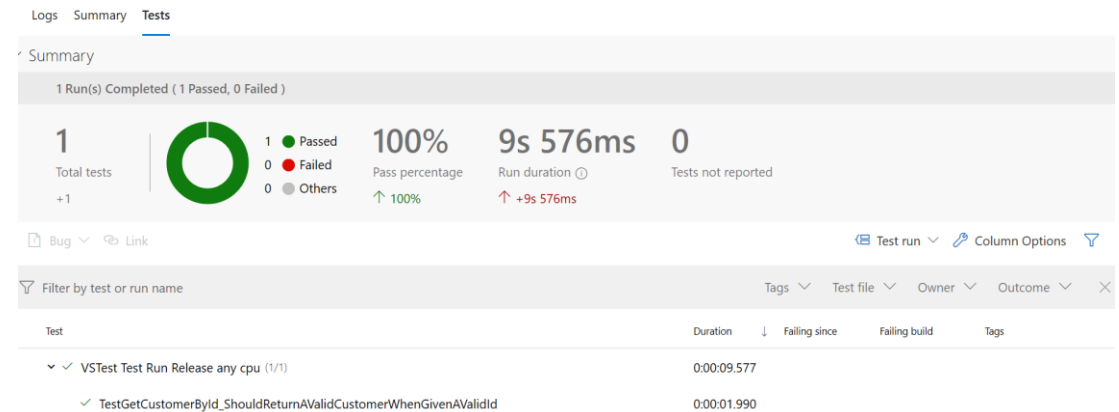 Logs Summary Tests
Summary
1 Run(s) Completed ( 1 Passed, 0 Failed )
1
Total tests
+1
1 Passed
0 Failed
0 Others
100%
Pass percentage
100%
9s 576ms
Run duration
+9s 576ms
0
Tests not reported
Bug Link
Test run Column Options
Filter by test or run name
Tags Test file Owner Outcome
Test Duration Failing since Failing build Tags
VSTest Test Run Release any cpu (1/1) 0:00:09.577
TestGetCustomerById_ShouldReturnAValidCustomerWhenGivenAValidId 0:00:01.990